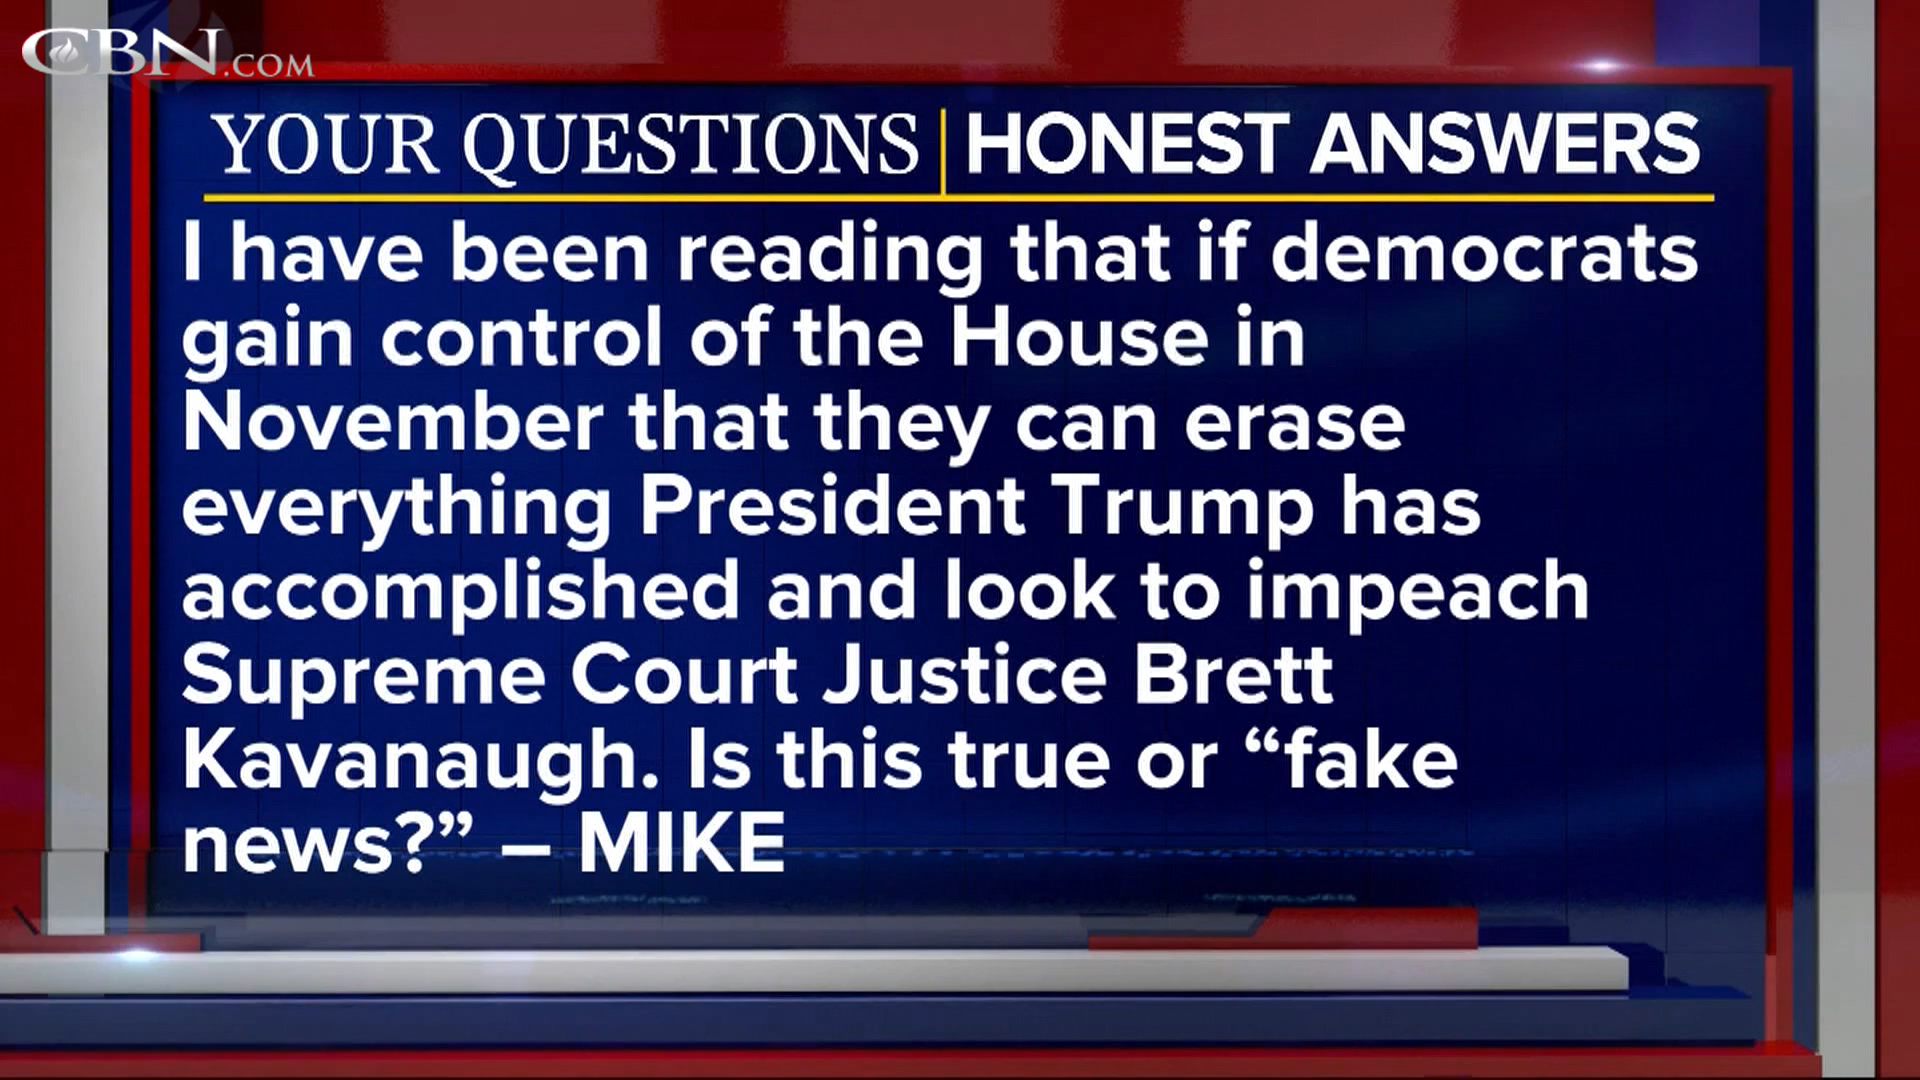 CBN.COM
YOUR QUESTIONS | HONEST ANSWERS
I have been reading that if democrats
gain control of the House in
November that they can erase
everything President Trump has
accomplished and look to impeach
Supreme Court Justice Brett
Kavanaugh. Is this true or “fake
news?” – MIKE